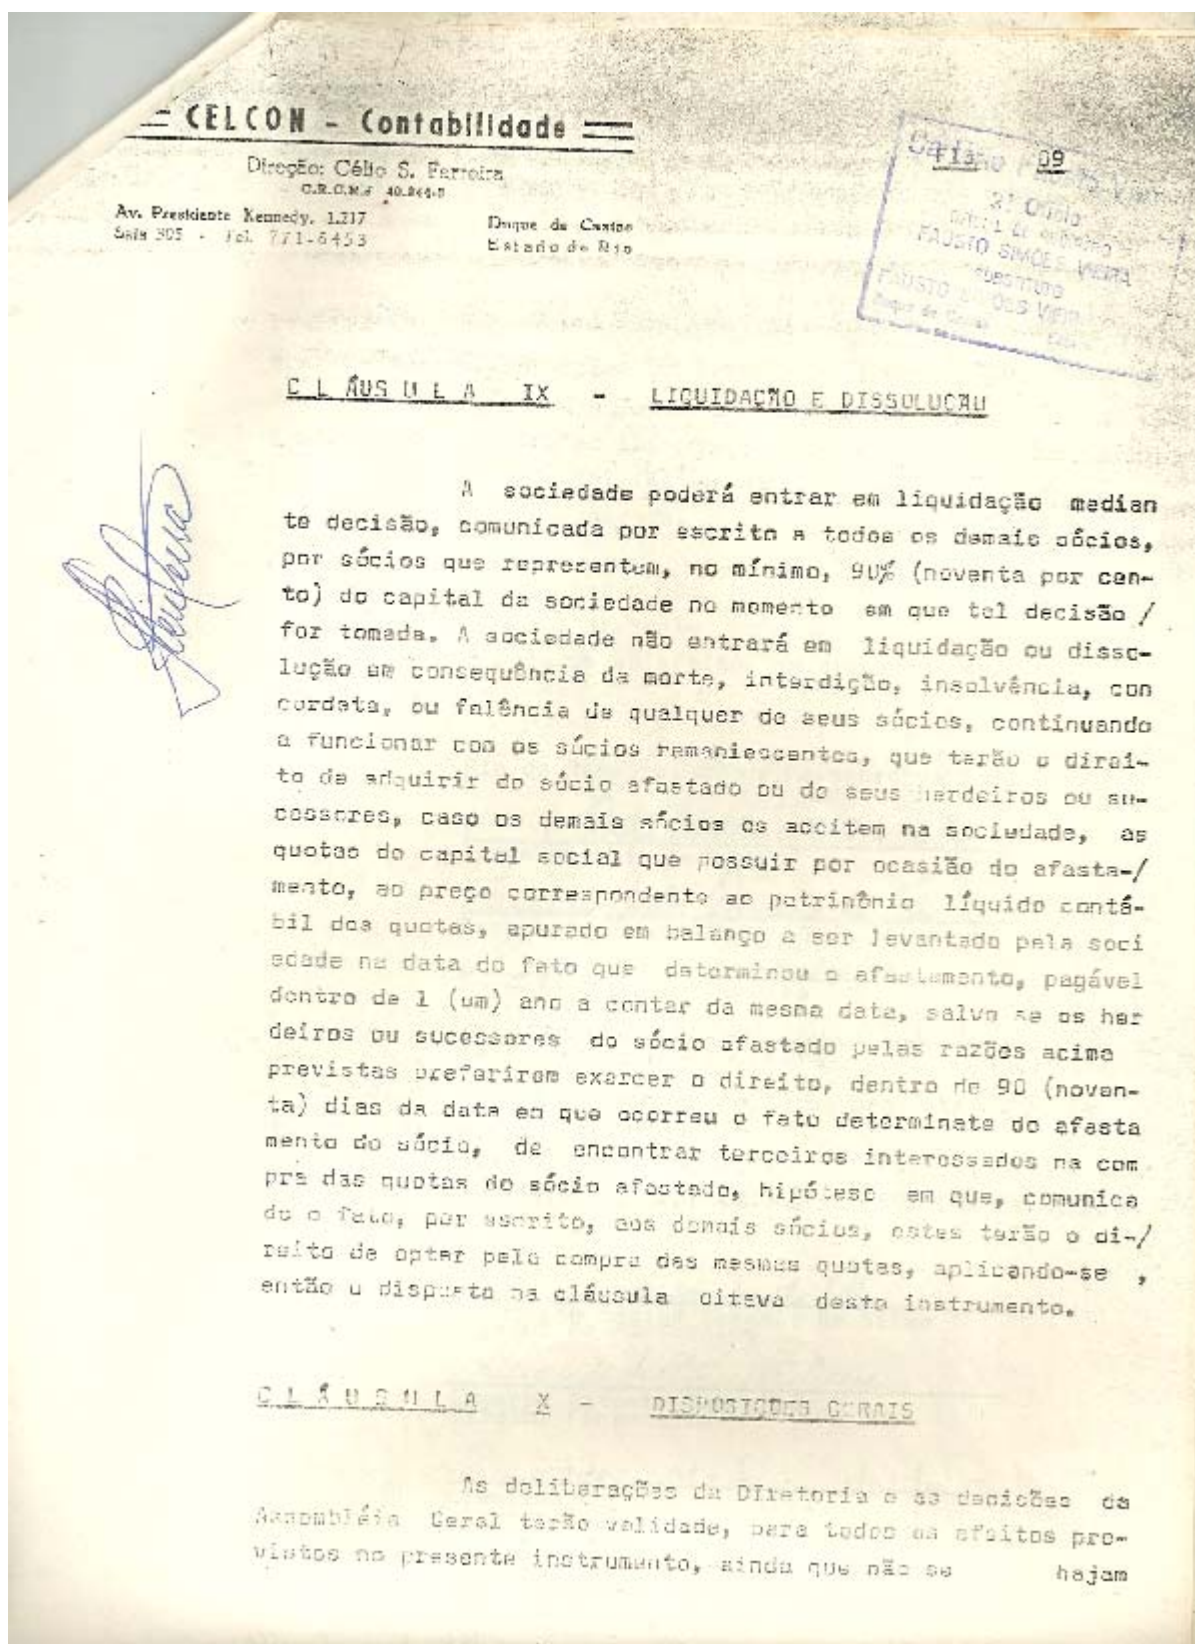 CELCON - Contabilidade
Direção: Célio S. Ferreira
Av. Presidente Kennedy, 1.217
Sala 305 - Tel. 771-6453
Duque de Caxias
Estado do Rio
Fls. 09
2º Ofício
FAUSTO SIMÕES VIEIRA
SUBSTITUTO
FAUSTO SIMÕES VIEIRA
C L ÁUS U L A IX - LIQUIDAÇÃO E DISSOLUÇÃO
A sociedade poderá entrar em liquidação median
te decisão, comunicada por escrito a todos os demais sócios,
por sócios que representem, no mínimo, 90% (noventa por cen-
to) do capital da sociedade no momento em que tel decisão /
for tomada. A sociedade não entrará em liquidação ou disso-
lução em consequência da morte, interdição, insolvência, con
cordata, ou falência de qualquer de seus sócios, continuando
a funcionar com os sócios remaniescentes, que terão o direi-
to de adquirir do sócio afastado ou de seus herdeiros ou su-
cessores, caso os demais sócios os aceitem na sociedade, as
quotas do capital social que possuir por ocasião do afasta-/
mento, ao preço correspondente ao patrimônio líquido contá-
bil das quotas, apurado em balanço a ser levantado pela soci
edade na data do fato que determinou o afastamento, pagável
dentro de 1 (um) ano a contar da mesma data, salvo se os her
deiros ou sucessores do sócio afastado pelas razões acima
previstas preferirem exercer o direito, dentro de 90 (noven-
ta) dias da data em que ocorreu o fato determinate do afasta
mento do sócio, de encontrar terceiros interessados na com
pra das quotas do sócio afastado, hipótese em que, comunica
do o fato, por escrito, aos demais sócios, estes terão o di-/
reito de optar pela compra das mesmas quotas, aplicando-se ,
então o disposto na cláusula oitava deste instrumento.
C L Á U S U L A X - DISPOSIÇÕES GERAIS
As deliberações da DIretoria e as decisões da
Assembléia Geral terão validade, para todos os efeitos pre-
vistos no presente instrumento, ainda que não se hajam